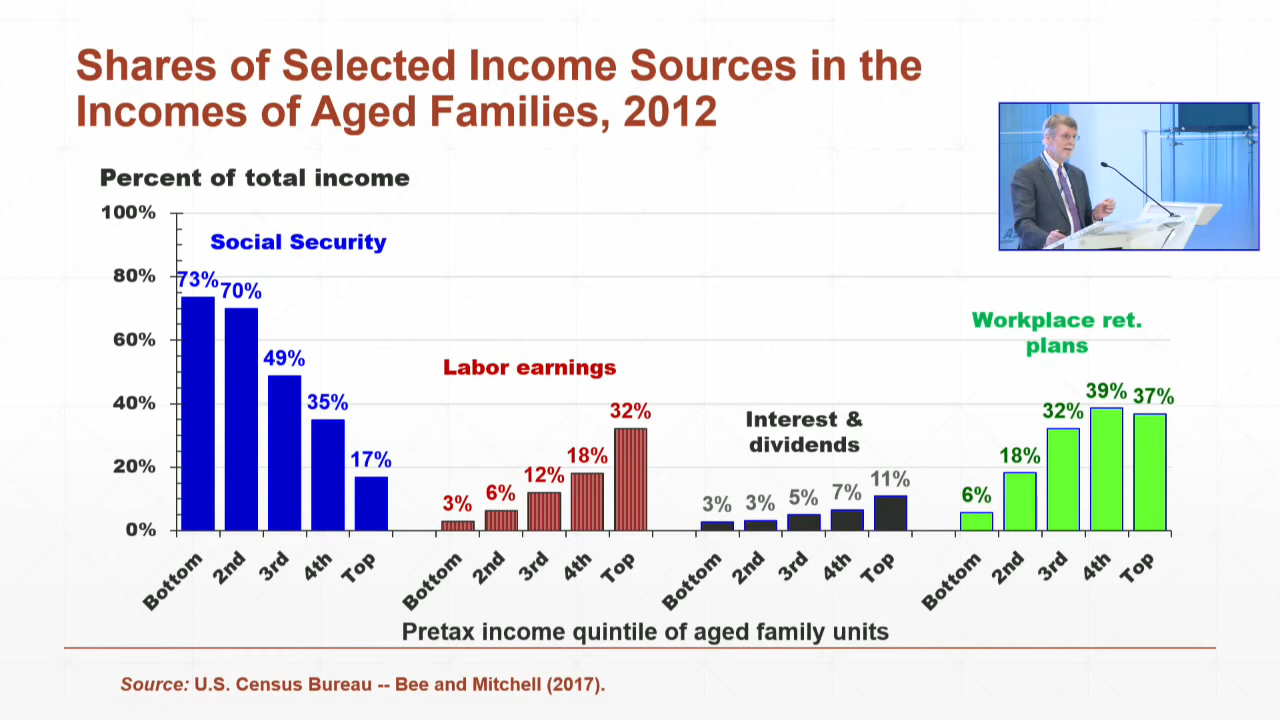 Shares of Selected Income Sources in the
Incomes of Aged Families, 2012
Percent of total income
100%
80%
60%
40%
20%
0%
Social Security
73%
70%
49%
35%
17%
Labor earnings
3%
6%
12%
18%
32%
Interest &
dividends
3%
3%
5%
7%
11%
Workplace ret.
plans
6%
18%
32%
39%
37%
Bottom
2nd
3rd
4th
Top
Bottom
2nd
3rd
4th
Top
Bottom
2nd
3rd
4th
Top
Bottom
2nd
3rd
4th
Top
Pretax income quintile of aged family units
Source: U.S. Census Bureau -- Bee and Mitchell (2017).